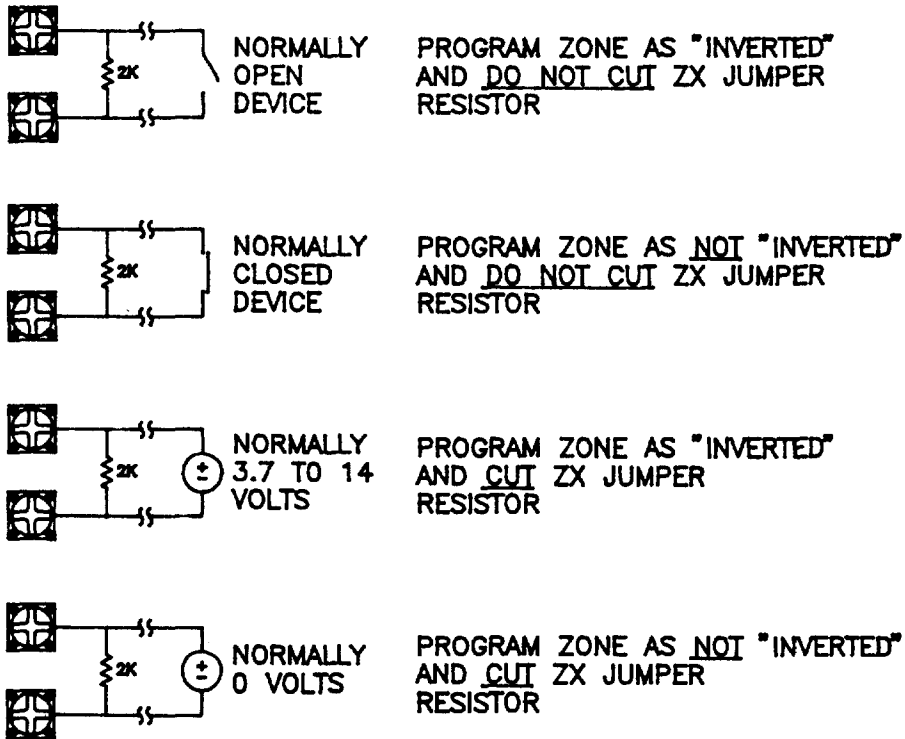 2K
NORMALLY
OPEN
DEVICE
PROGRAM ZONE AS "INVERTED"
AND DO NOT CUT ZX JUMPER
RESISTOR
2K
NORMALLY
CLOSED
DEVICE
PROGRAM ZONE AS NOT "INVERTED"
AND DO NOT CUT ZX JUMPER
RESISTOR
2K
+
-
NORMALLY
3.7 TO 14
VOLTS
PROGRAM ZONE AS "INVERTED"
AND CUT ZX JUMPER
RESISTOR
2K
+
-
NORMALLY
0 VOLTS
PROGRAM ZONE AS NOT "INVERTED"
AND CUT ZX JUMPER
RESISTOR